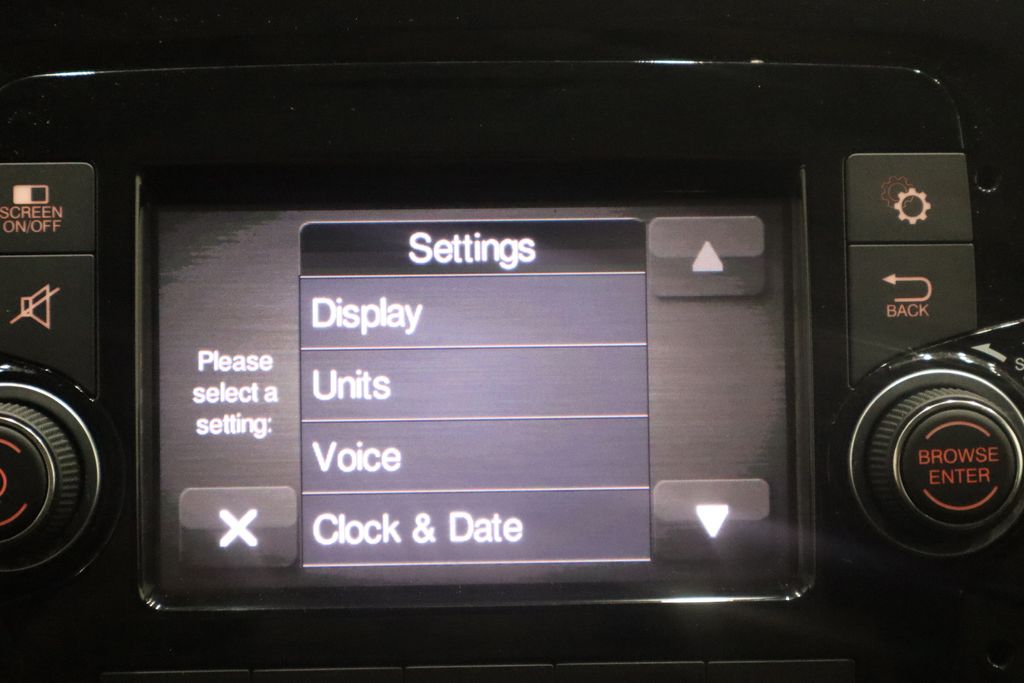 SCREEN
ON/OFF
Settings
Display
Units
Voice
Clock & Date
Please
select a
setting:
BACK
BROWSE
ENTER